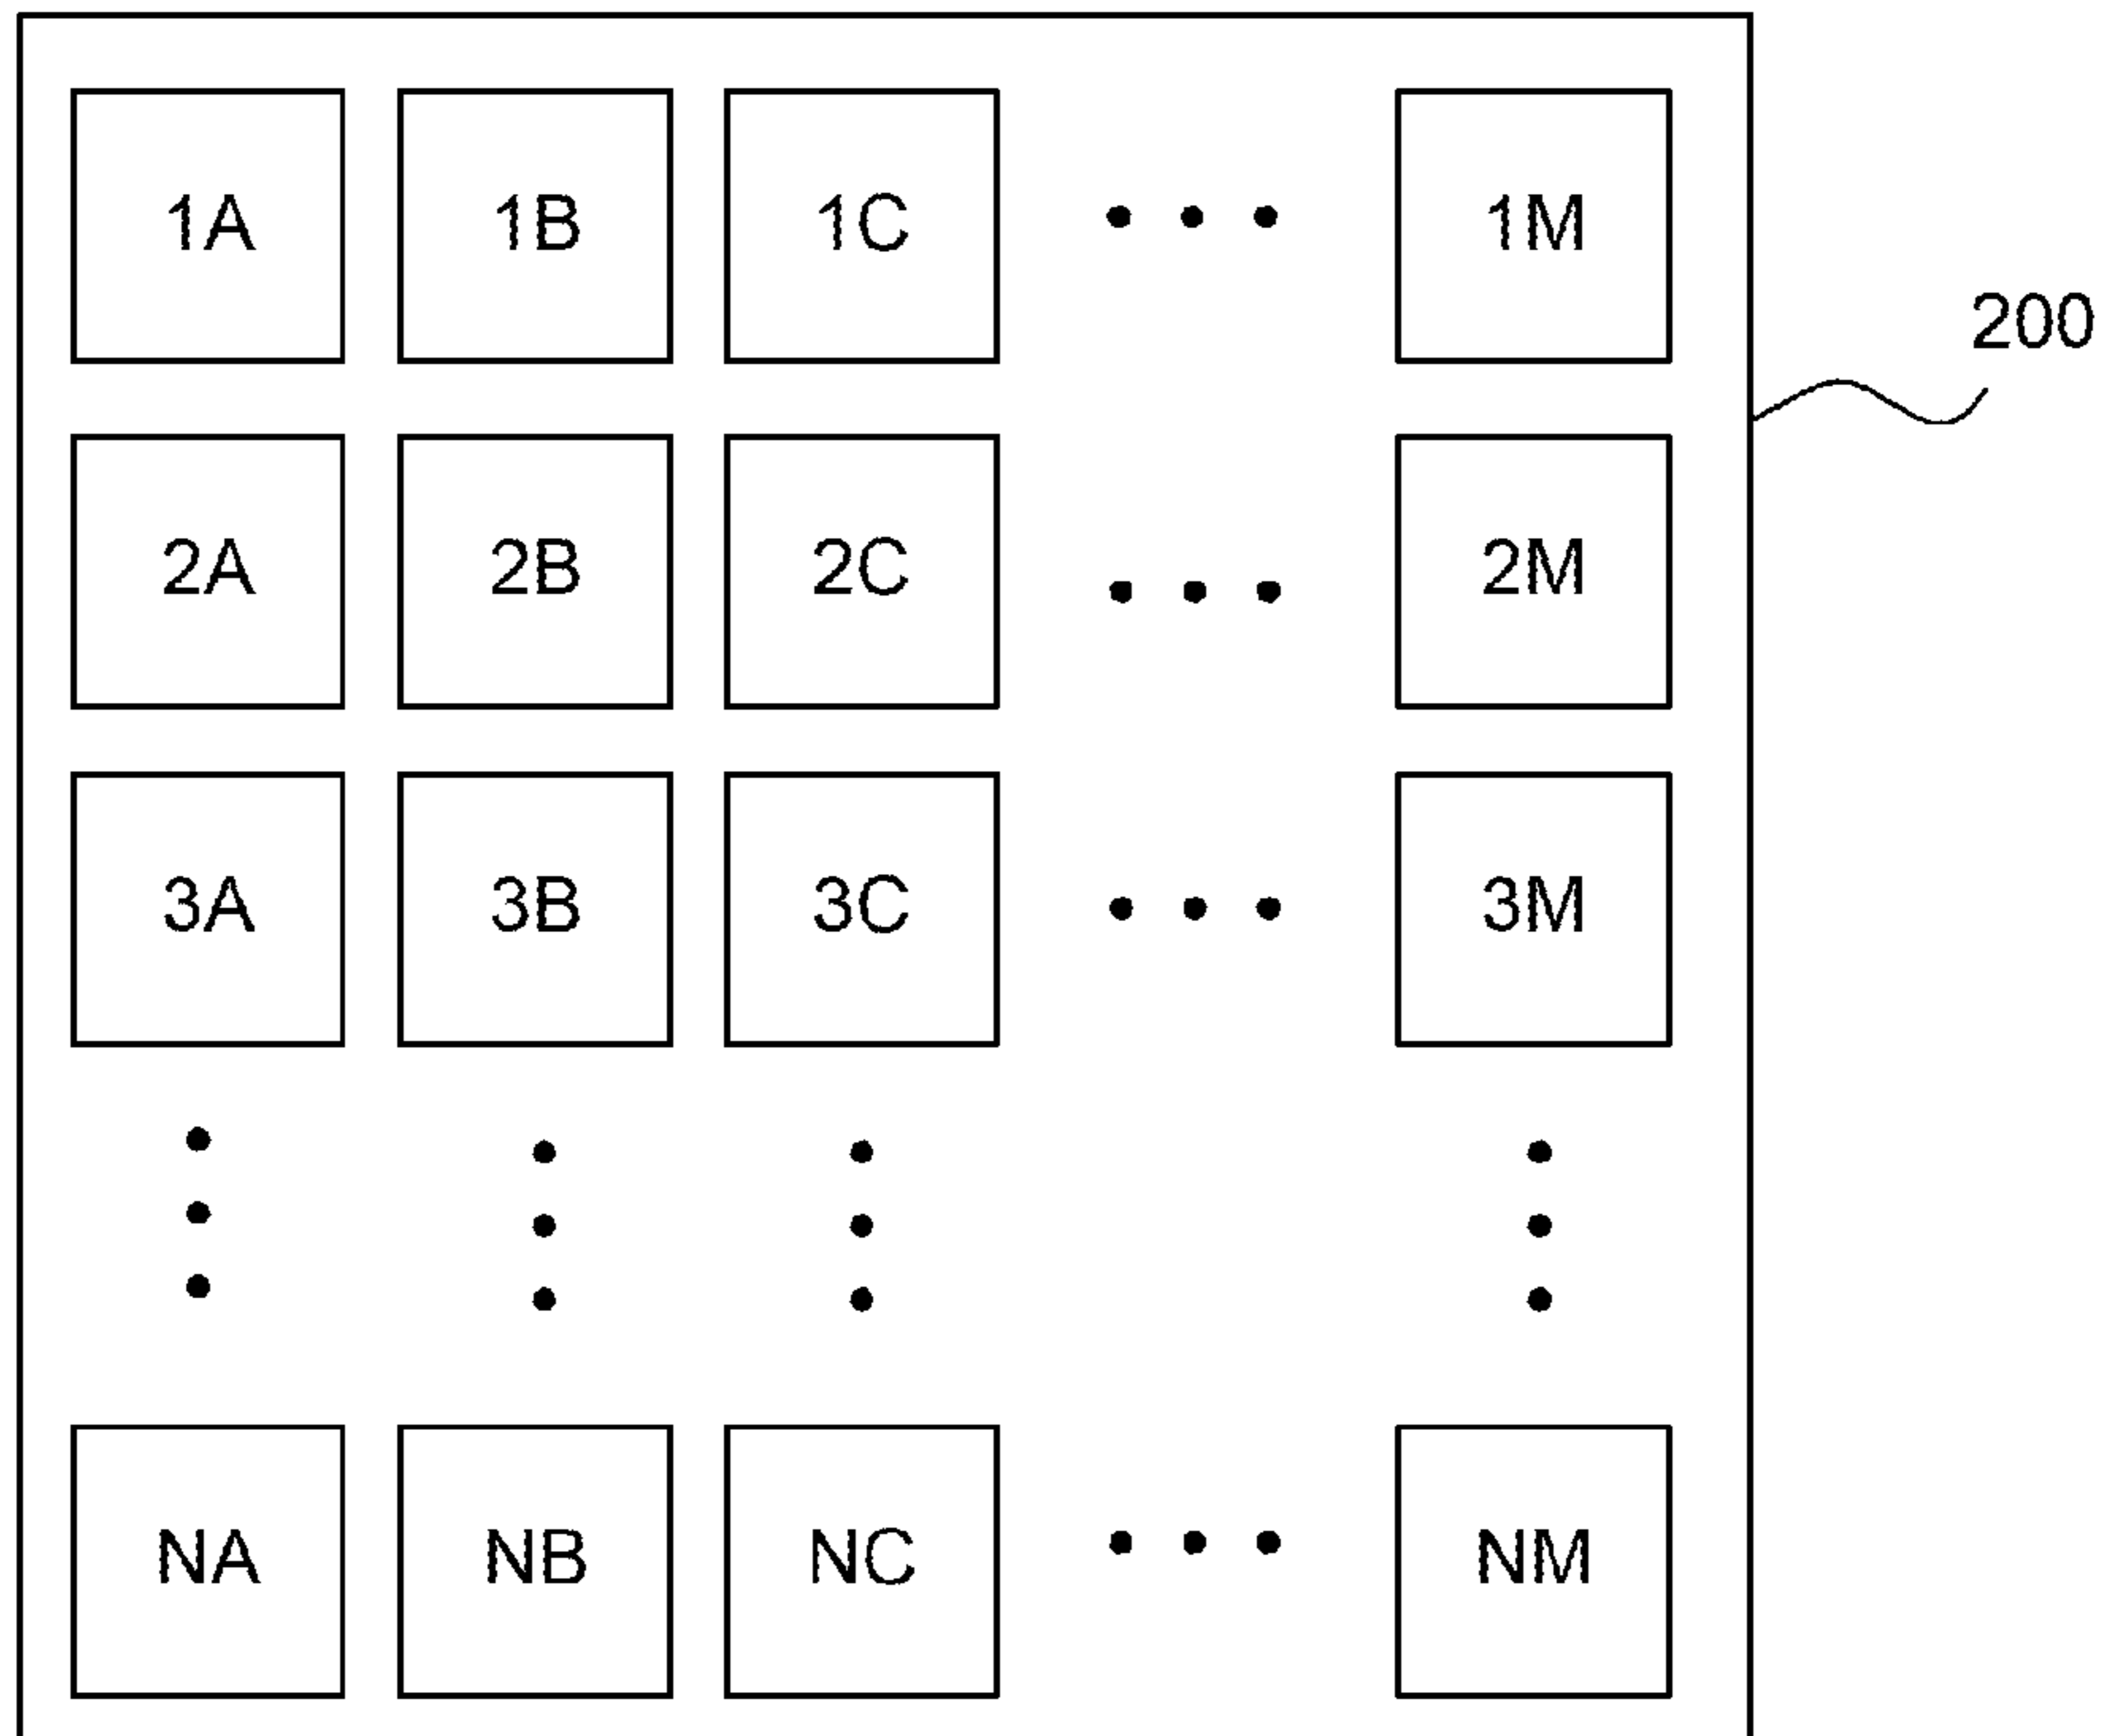 1A 1B 1C • • • 1M
200
2A 2B 2C • • • 2M
3A 3B 3C • • • 3M
NA NB NC • • • NM